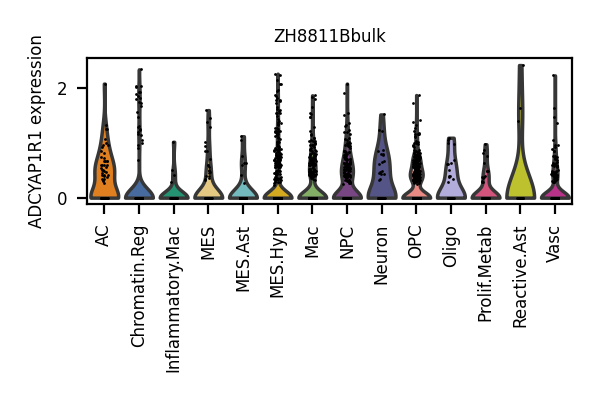 ZH8811Bbulk
ADCYAP1R1 expression
2
0
AC
Chromatin.Reg
Inflammatory.Mac
MES
MES.Ast
MES.Hyp
Mac
NPC
Neuron
OPC
Oligo
Prolif.Metab
Reactive.Ast
Vasc